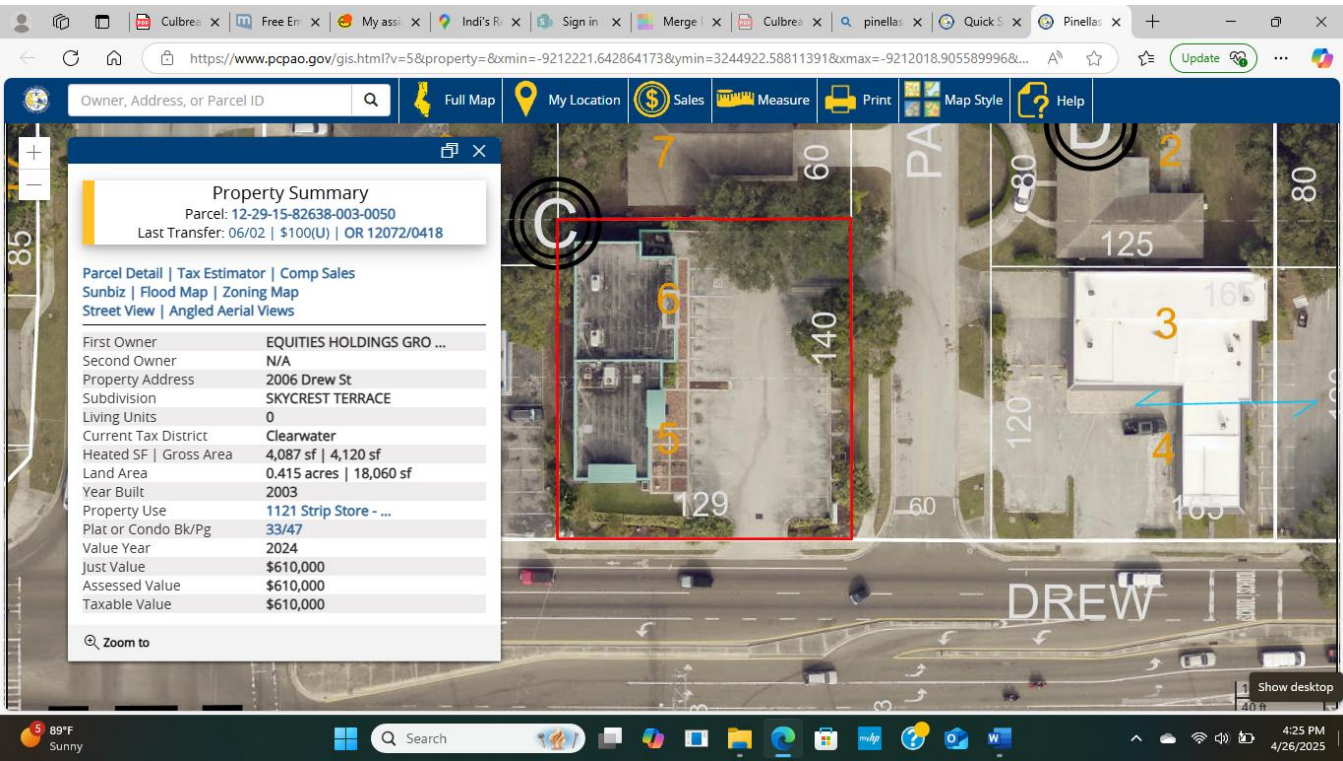 Culbrea
Free Em
My assi
Indi's R
Sign in
Merge
Culbrea
pinellas
Quick S
Pinellas
https://www.pcpao.gov/gis.html?v=5&property=&xmin=-9212221.642864173&ymin=3244922.58811391&xmax=-9212018.905589996&...
Update
Owner, Address, or Parcel ID
Full Map
My Location
Sales
Measure
Print
Map Style
Help
Property Summary
Parcel: 12-29-15-82638-003-0050
Last Transfer: 06/02 | $100(U) | OR 12072/0418
Parcel Detail | Tax Estimator | Comp Sales
Sunbiz | Flood Map | Zoning Map
Street View | Angled Aerial Views
First Owner EQUITIES HOLDINGS GRO ...
Second Owner N/A
Property Address 2006 Drew St
Subdivision SKYCREST TERRACE
Living Units 0
Current Tax District Clearwater
Heated SF | Gross Area 4,087 sf | 4,120 sf
Land Area 0.415 acres | 18,060 sf
Year Built 2003
Property Use 1121 Strip Store - ...
Plat or Condo Bk/Pg 33/47
Value Year 2024
Just Value $610,000
Assessed Value $610,000
Taxable Value $610,000
Zoom to
85
C
7
60
PA
80
D
2
80
125
165
6
3
140
5
120
4
129
60
165
DREW
40 ft
Show desktop
5
89°F
Sunny
Search
myhp
4:25 PM
4/26/2025